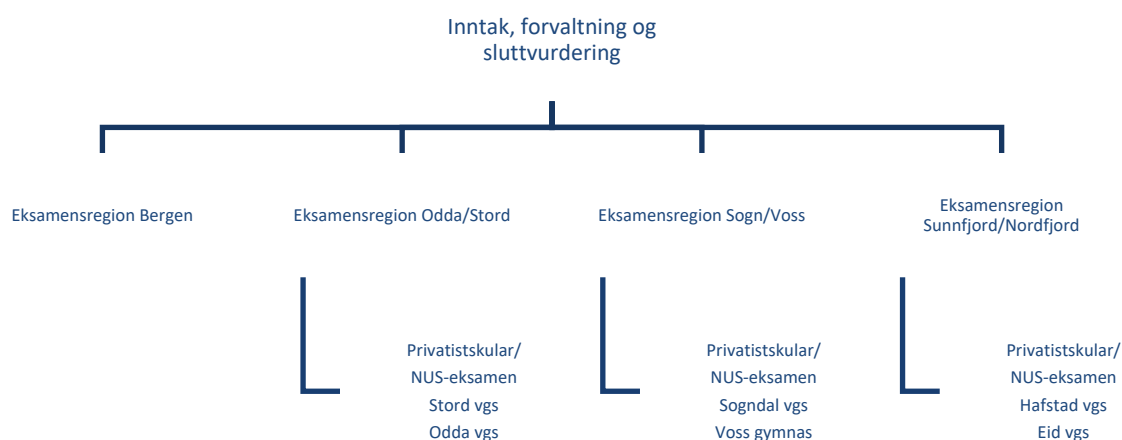 Inntak, forvaltning og
sluttvurdering
Eksamensregion Bergen
Eksamensregion Odda/Stord
Eksamensregion Sogn/Voss
Eksamensregion
Sunnfjord/Nordfjord
Privatistskular/
NUS-eksamen
Stord vgs
Odda vgs
Privatistskular/
NUS-eksamen
Sogndal vgs
Voss gymnas
Privatistskular/
NUS-eksamen
Hafstad vgs
Eid vgs